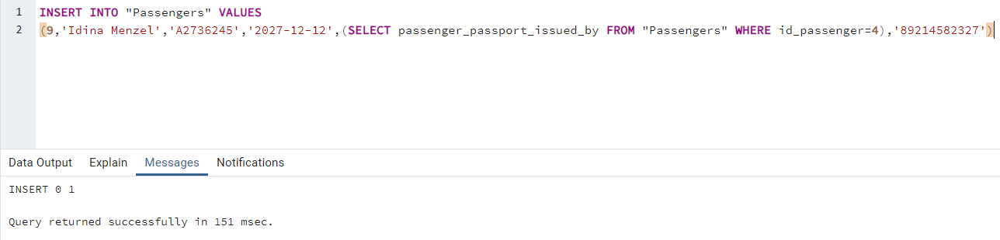 1 INSERT INTO "Passengers" VALUES
2 (9,'Idina Menzel','A2736245','2027-12-12',(SELECT passenger_passport_issued_by FROM "Passengers" WHERE id_passenger=4),'89214582327')
Data Output Explain Messages Notifications
INSERT 0 1
Query returned successfully in 151 msec.